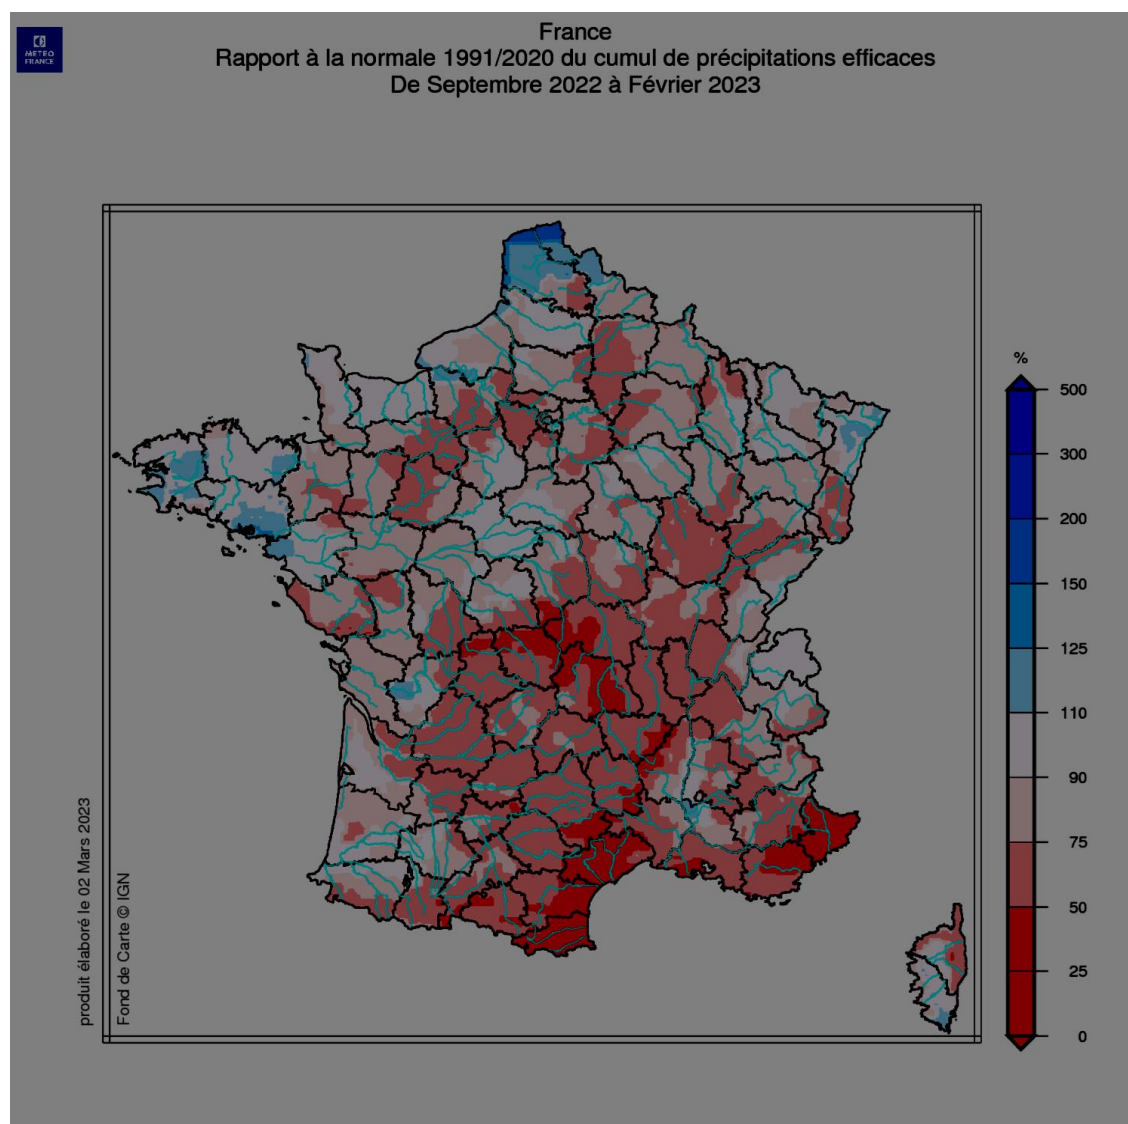 METEO
FRANCE
France
Rapport à la normale 1991/2020 du cumul de précipitations efficaces
De Septembre 2022 à Février 2023
%
500
300
200
150
125
110
90
75
50
25
0
produit élaboré le 02 Mars 2023
Fond de Carte © IGN